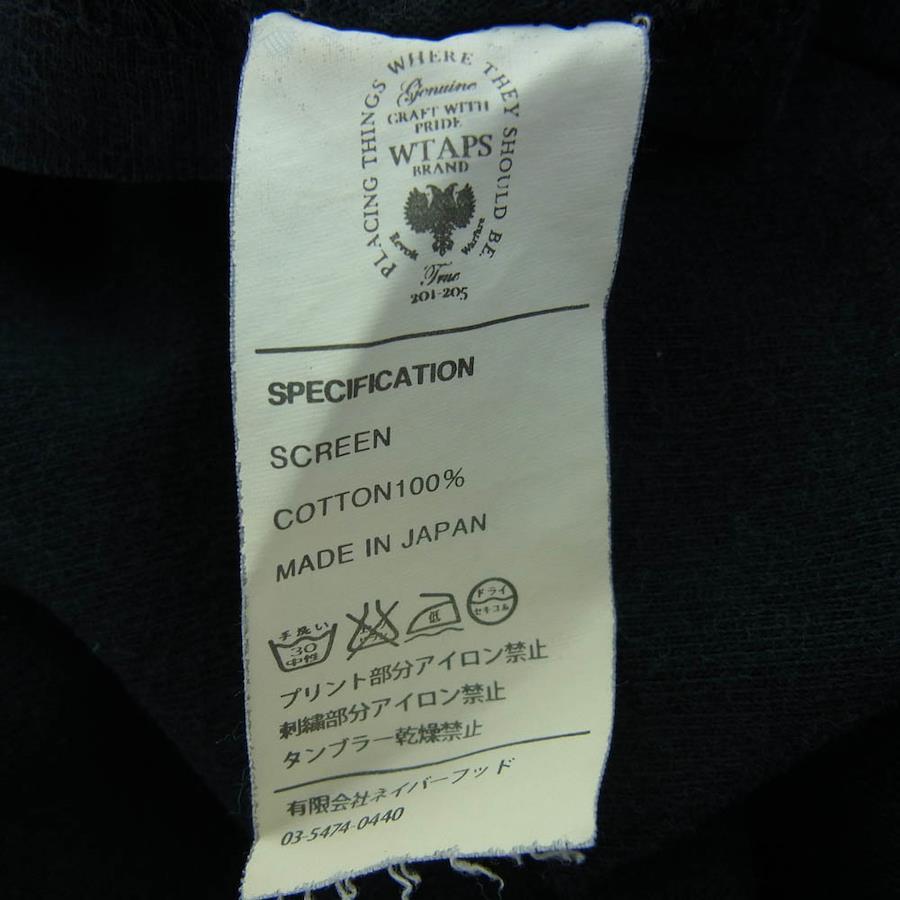 PLACING THINGS WHERE THEY SHOULD BE
Genuine
CRAFT WITH
PRIDE
WTAPS
BRAND
Revolt Warfare
True
201-205
SPECIFICATION
SCREEN
COTTON100%
MADE IN JAPAN
手洗い
30
中性
低
ドライ
セキユ系
プリント部分アイロン禁止
刺繍部分アイロン禁止
タンブラー乾燥禁止
有限会社ネイバーフッド
03-5474-0440